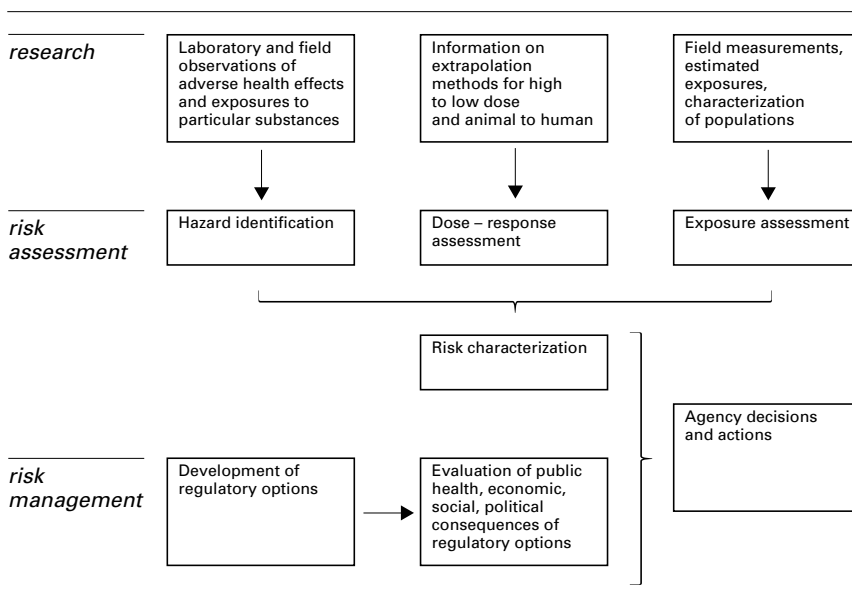 research
Laboratory and field
observations of
adverse health effects
and exposures to
particular substances
Information on
extrapolation
methods for high
to low dose
and animal to human
Field measurements,
estimated
exposures,
characterization
of populations
risk
assessment
Hazard identification
Dose – response
assessment
Exposure assessment
Risk characterization
Agency decisions
and actions
risk
management
Development of
regulatory options
Evaluation of public
health, economic,
social, political
consequences of
regulatory options